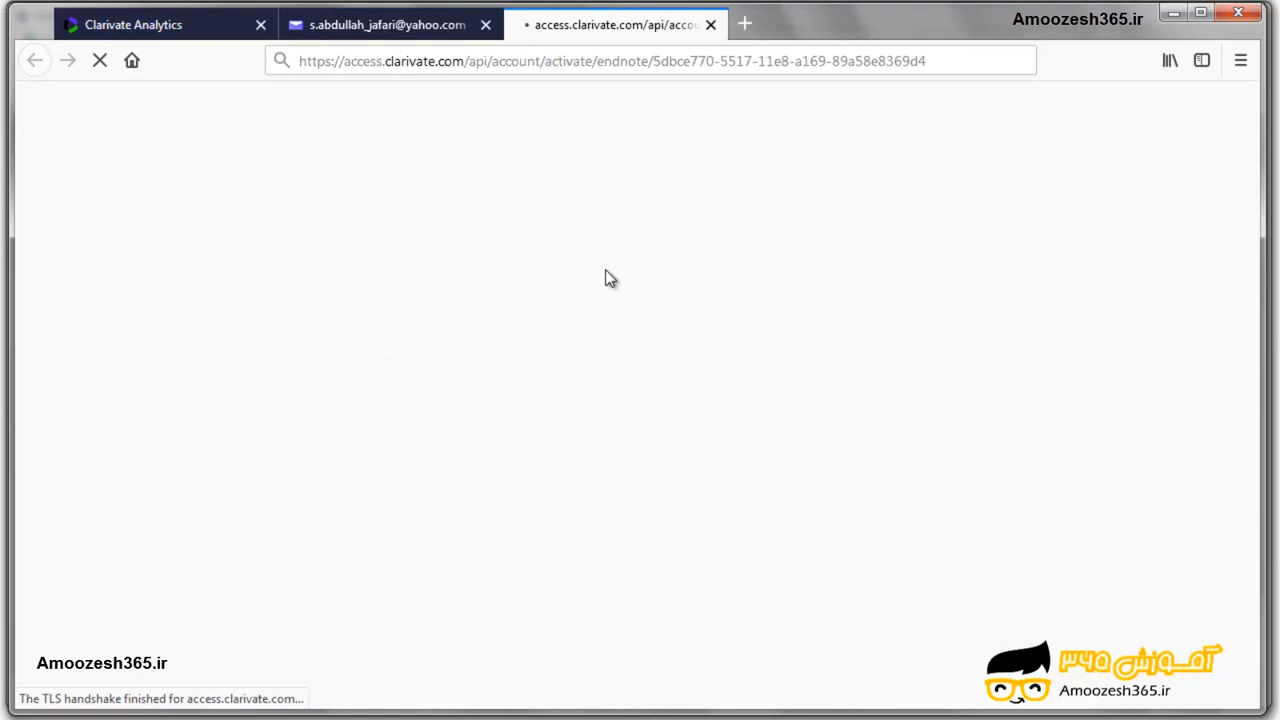 Clarivate Analytics
s.abdullah_jafari@yahoo.com
access.clarivate.com/api/accou
Amoozesh365.ir
https://access.clarivate.com/api/account/activate/endnote/5dbce770-5517-11e8-a169-89a58e8369d4
Amoozesh365.ir
آموزش ۳۶۵
Amoozesh365.ir
The TLS handshake finished for access.clarivate.com...